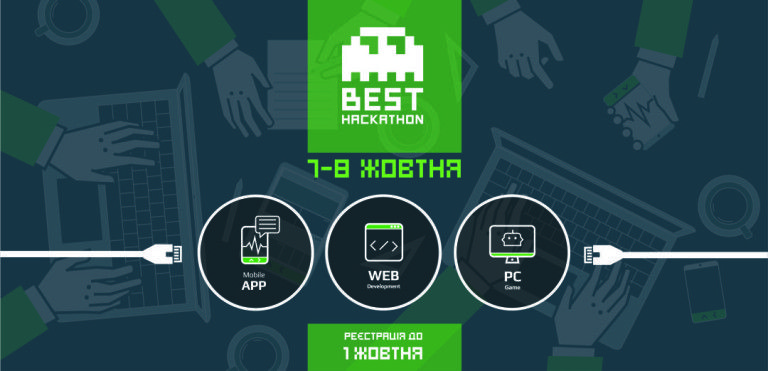 BEST
HACKATHON
7-8 ЖОВТНЯ
Mobile
APP
WEB
Development
PC
Game
РЕЄСТРАЦІЯ ДО
1 ЖОВТНЯ